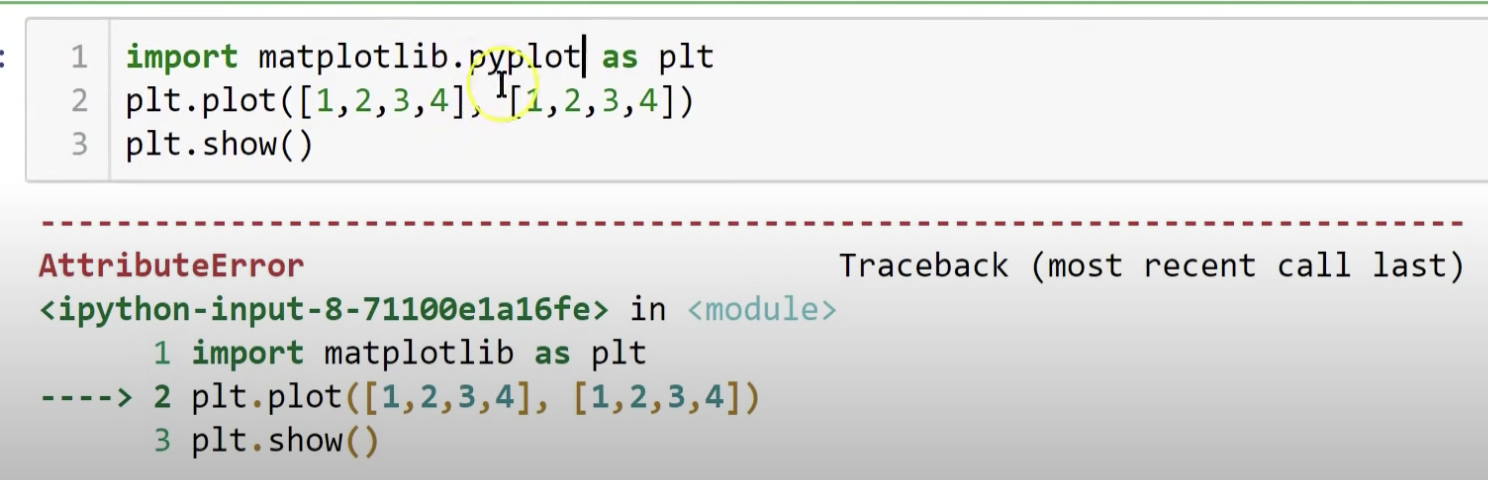 :
1 import matplotlib.pyplot as plt
2 plt.plot([1,2,3,4], [1,2,3,4])
3 plt.show()
---------------------------------------------------------------------------
AttributeError Traceback (most recent call last)
<ipython-input-8-71100e1a16fe> in <module>
1 import matplotlib as plt
----> 2 plt.plot([1,2,3,4], [1,2,3,4])
3 plt.show()